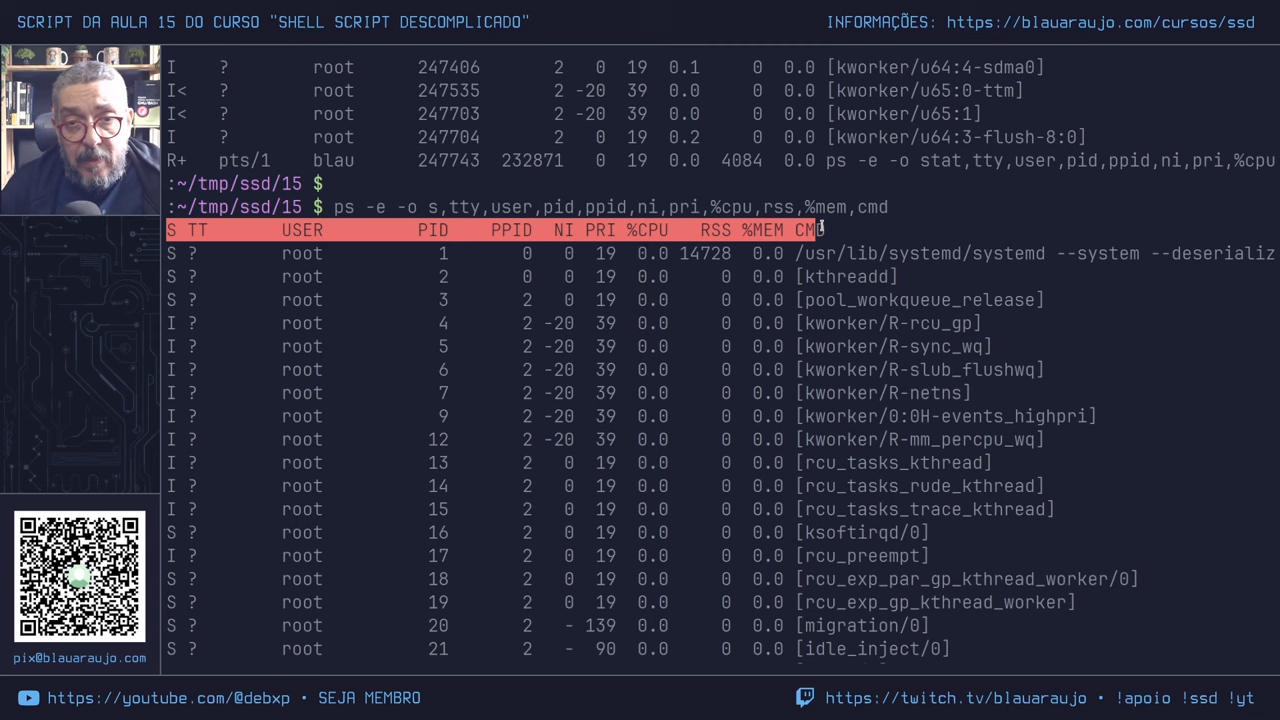 SCRIPT DA AULA 15 DO CURSO "SHELL SCRIPT DESCOMPLICADO"
INFORMAÇÕES: https://blauaraujo.com/cursos/ssd
I    ?        root      247406       2   0  19  0.1     0  0.0 [kworker/u64:4-sdma0]
I<   ?        root      247535       2 -20  39  0.0     0  0.0 [kworker/u65:0-ttm]
I<   ?        root      247703       2 -20  39  0.0     0  0.0 [kworker/u65:1]
I    ?        root      247704       2   0  19  0.2     0  0.0 [kworker/u64:3-flush-8:0]
R+   pts/1    blau      247743  232871   0  19  0.0  4084  0.0 ps -e -o stat,tty,user,pid,ppid,ni,pri,%cpu
:~/tmp/ssd/15 $
:~/tmp/ssd/15 $ ps -e -o s,tty,user,pid,ppid,ni,pri,%cpu,rss,%mem,cmd
S TT       USER         PID    PPID  NI PRI %CPU   RSS %MEM CMD
S ?        root           1       0   0  19  0.0 14728  0.0 /usr/lib/systemd/systemd --system --deserializ
S ?        root           2       0   0  19  0.0     0  0.0 [kthreadd]
S ?        root           3       2   0  19  0.0     0  0.0 [pool_workqueue_release]
I ?        root           4       2 -20  39  0.0     0  0.0 [kworker/R-rcu_gp]
I ?        root           5       2 -20  39  0.0     0  0.0 [kworker/R-sync_wq]
I ?        root           6       2 -20  39  0.0     0  0.0 [kworker/R-slub_flushwq]
I ?        root           7       2 -20  39  0.0     0  0.0 [kworker/R-netns]
I ?        root           9       2 -20  39  0.0     0  0.0 [kworker/0:0H-events_highpri]
I ?        root          12       2 -20  39  0.0     0  0.0 [kworker/R-mm_percpu_wq]
I ?        root          13       2   0  19  0.0     0  0.0 [rcu_tasks_kthread]
I ?        root          14       2   0  19  0.0     0  0.0 [rcu_tasks_rude_kthread]
I ?        root          15       2   0  19  0.0     0  0.0 [rcu_tasks_trace_kthread]
S ?        root          16       2   0  19  0.0     0  0.0 [ksoftirqd/0]
I ?        root          17       2   0  19  0.0     0  0.0 [rcu_preempt]
S ?        root          18       2   0  19  0.0     0  0.0 [rcu_exp_par_gp_kthread_worker/0]
S ?        root          19       2   0  19  0.0     0  0.0 [rcu_exp_gp_kthread_worker]
S ?        root          20       2   - 139  0.0     0  0.0 [migration/0]
S ?        root          21       2   -  90  0.0     0  0.0 [idle_inject/0]
pix@blauaraujo.com
https://youtube.com/@debxp • SEJA MEMBRO
https://twitch.tv/blauaraujo • !apoio !ssd !yt